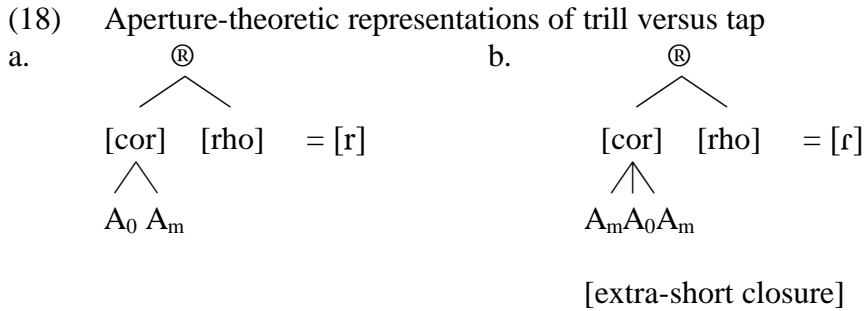 (18) Aperture-theoretic representations of trill versus tap
a. ® b. ®
[cor] [rho] = [r] [cor] [rho] = [ɾ]
A₀ Aₘ AₘA₀Aₘ
[extra-short closure]